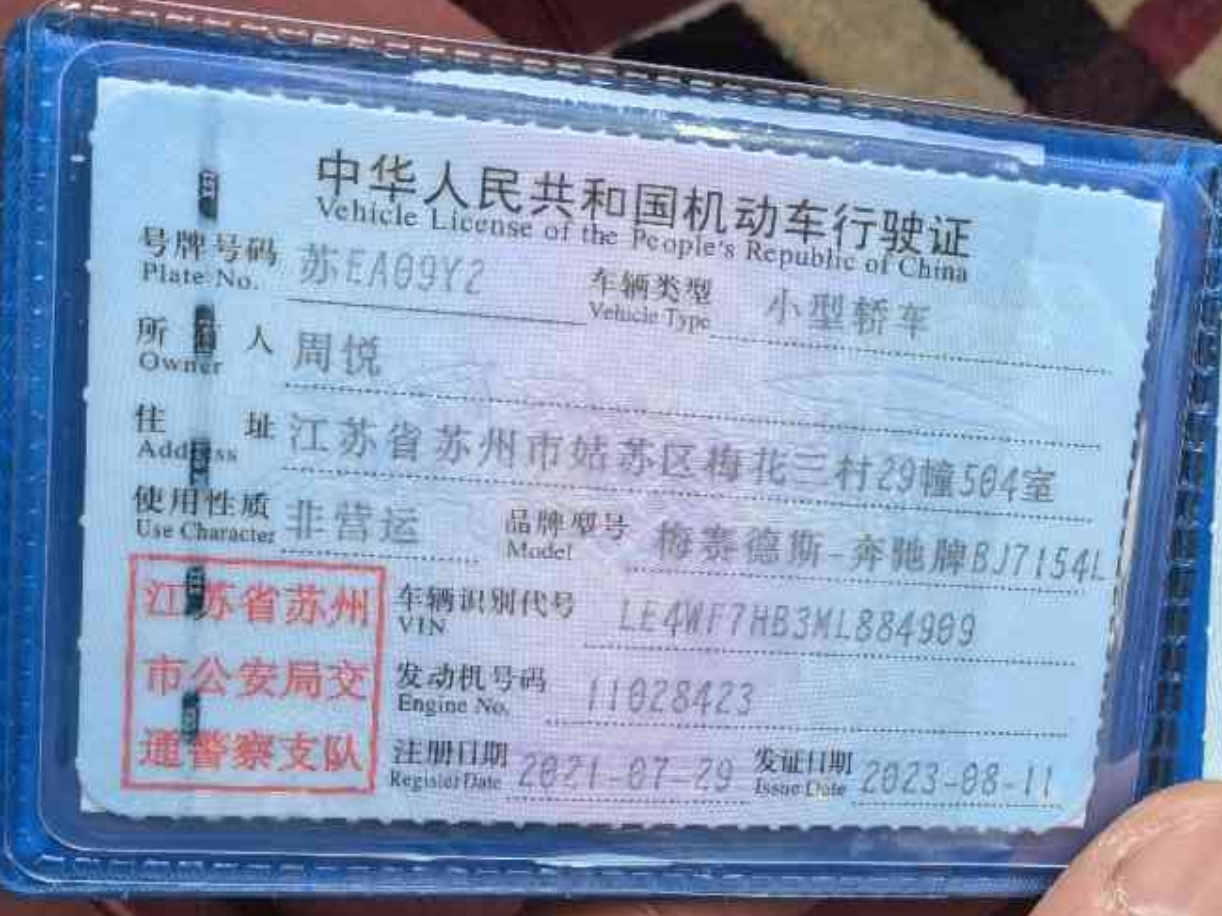 中华人民共和国机动车行驶证
Vehicle License of the People's Republic of China
号牌号码 苏EA09Y2 车辆类型 小型轿车
Plate No. Vehicle Type
所有人 周悦
Owner
住址 江苏省苏州市姑苏区梅花三村29幢504室
Address
使用性质 非营运 品牌型号 梅赛德斯-奔驰牌BJ7154L
Use Character Model
江苏省苏州
市公安局交
通警察支队
车辆识别代号 LE4WF7HB3ML884909
VIN
发动机号码 11028423
Engine No.
注册日期 2021-07-29 发证日期 2023-08-11
Register Date Issue Date